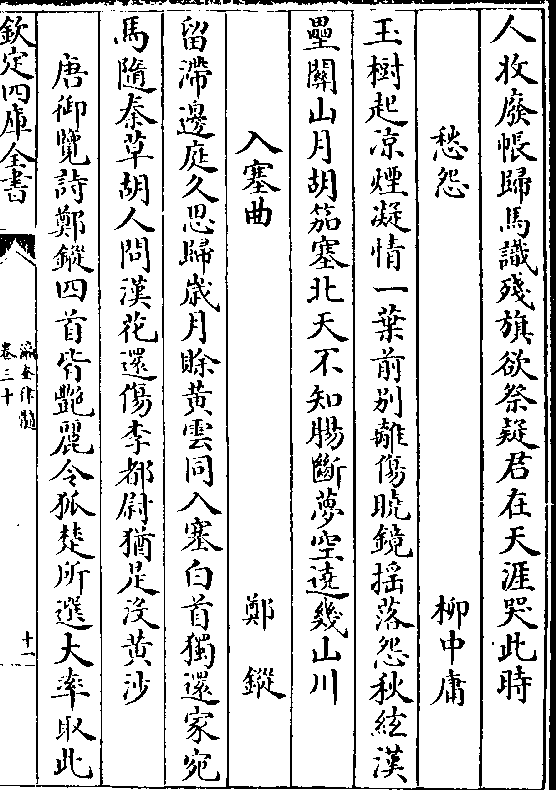 人收廢帳歸馬識殘旗欲祭疑君在天涯哭此時
愁怨　柳中庸
玉樹起凉煙凝情一葉前別離傷曉鏡揺落怨秋絃漢
壘關山月胡笳塞北天不知腸斷夢空遶幾山川
入塞曲　鄭鏦
留滯邊庭久思歸歳月賒黄雲同入塞白首獨還家宛
馬隨秦草胡人問漢花還傷李都尉猶是没黄沙
唐御覽詩鄭鏦四首皆艶麗令狐楚所選大率取此
欽定四庫全書
瀛奎律髓
卷三十
十一